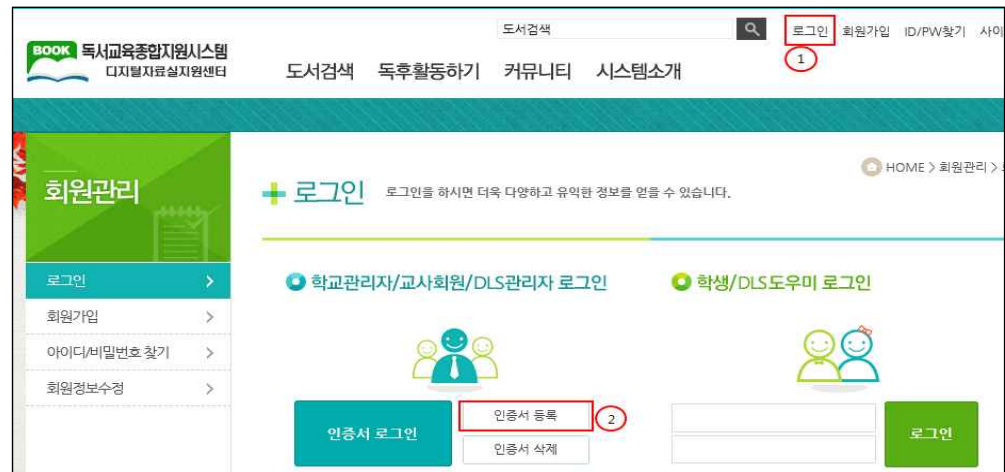 도서검색
로그인 회원가입 ID/PW찾기 사이
1
BOOK 독서교육종합지원시스템
디지털자료실지원센터
도서검색 독후활동하기 커뮤니티 시스템소개
HOME > 회원관리 >
회원관리
로그인 로그인을 하시면 더욱 다양하고 유익한 정보를 얻을 수 있습니다.
로그인 >
회원가입 >
아이디/비밀번호 찾기 >
회원정보수정 >
학교관리자/교사회원/DLS관리자 로그인
인증서 로그인
인증서 등록
2
인증서 삭제
학생/DLS도우미 로그인
로그인